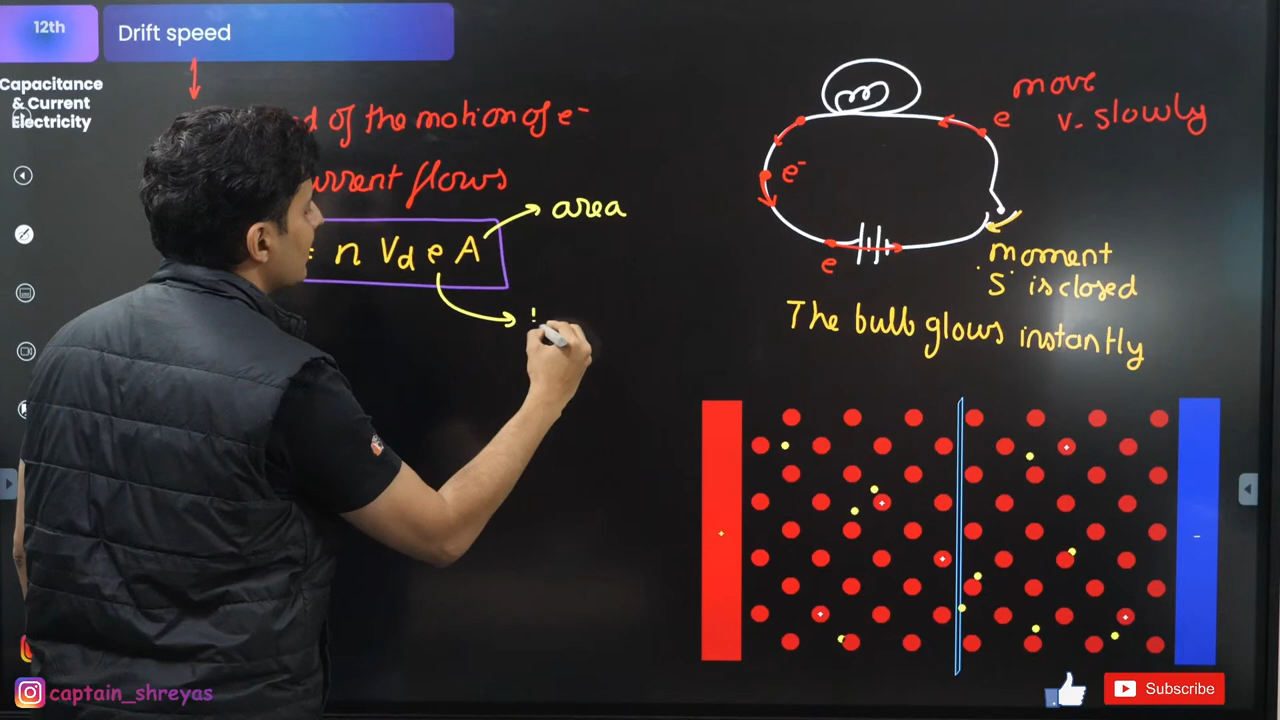 12th
Drift speed
Capacitance
& Current
Electricity
d of the motion of e⁻
urrent flows
= n Vd e A
area
move
e v. slowly
e⁻
e
moment
'S' is closed
The bulb glows instantly
+
-
captain_shreyas
Subscribe